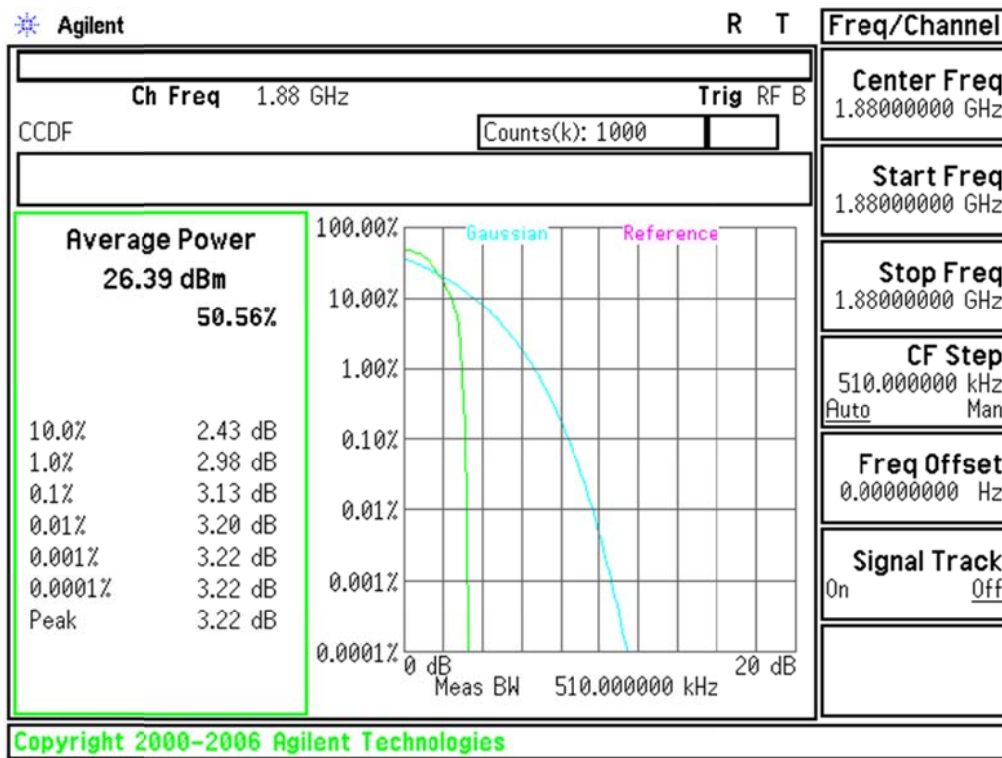 Agilent R T
Ch Freq 1.88 GHz Trig RF B
CCDF Counts(k): 1000
Average Power
26.39 dBm
50.56%
10.0% 2.43 dB
1.0% 2.98 dB
0.1% 3.13 dB
0.01% 3.20 dB
0.001% 3.22 dB
0.0001% 3.22 dB
Peak 3.22 dB
Gaussian Reference
100.00%
10.00%
1.00%
0.10%
0.01%
0.001%
0.0001%
0 dB 20 dB
Meas BW 510.000000 kHz
Freq/Channel
Center Freq
1.88000000 GHz
Start Freq
1.88000000 GHz
Stop Freq
1.88000000 GHz
CF Step
510.000000 kHz
Auto Man
Freq Offset
0.00000000 Hz
Signal Track
On Off
Copyright 2000-2006 Agilent Technologies